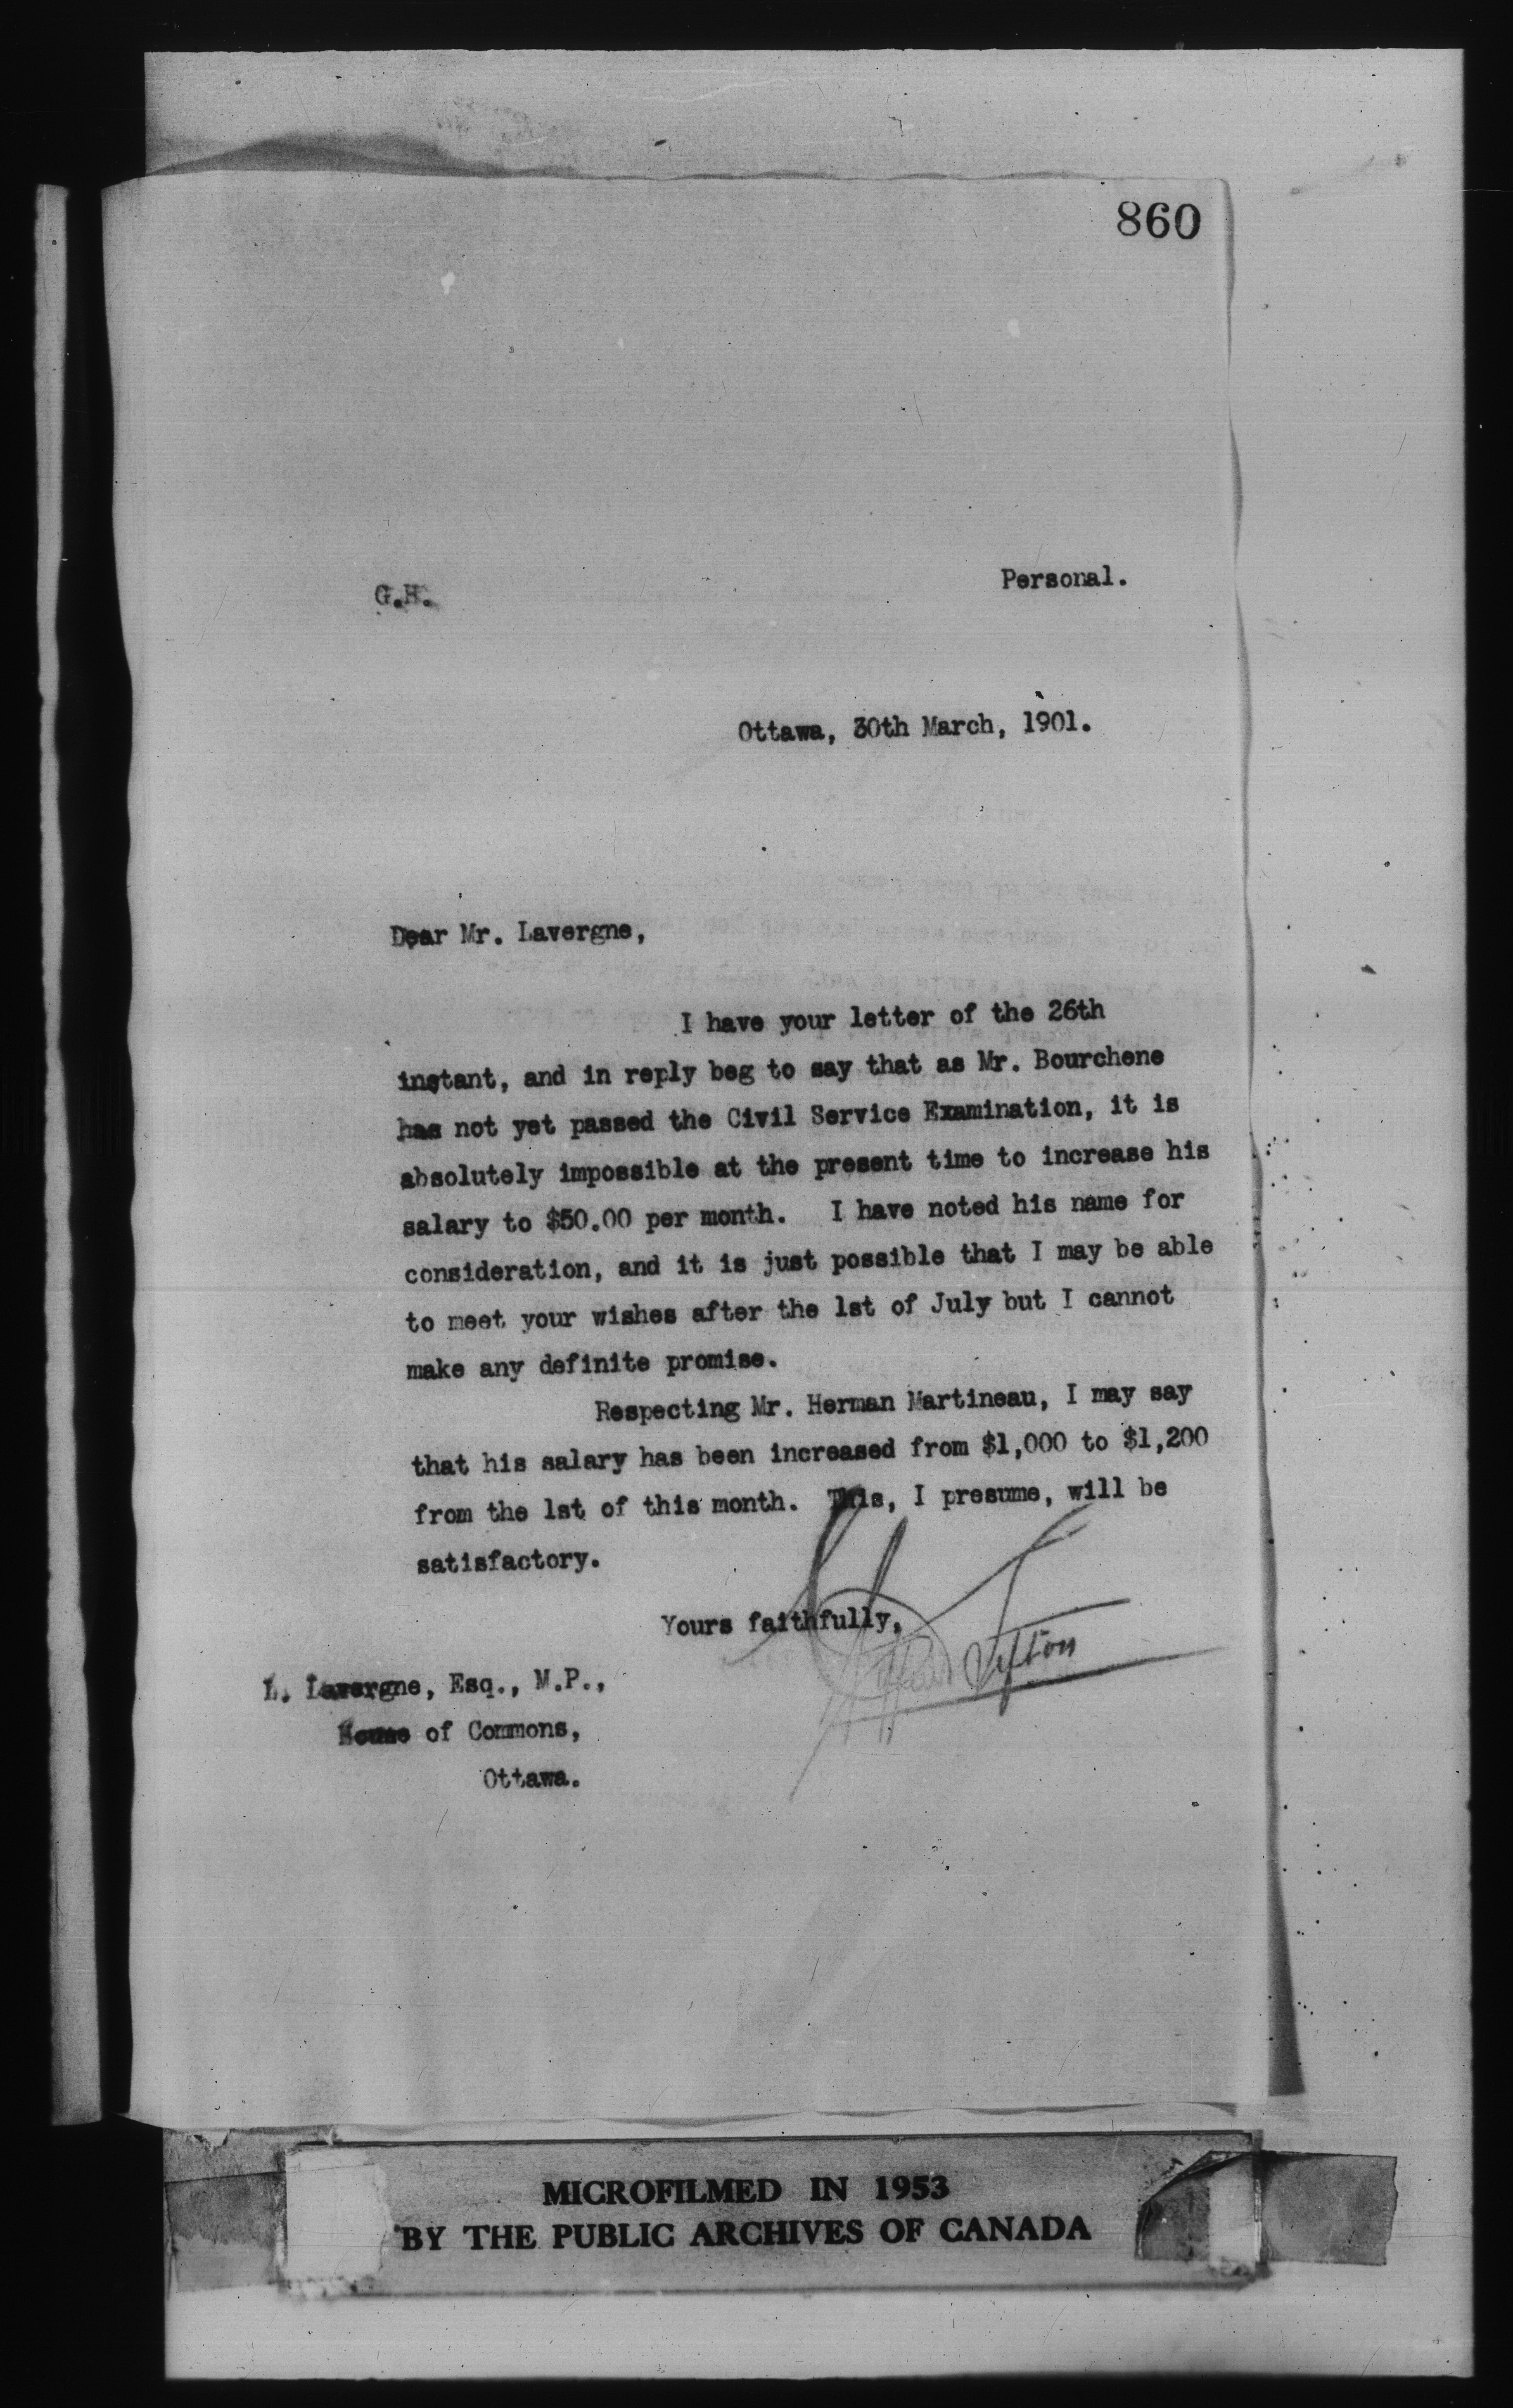 860
G.H.
Personal.
Ottawa, 30th March, 1901.
Dear Mr. Lavergne,
I have your letter of the 26th
instant, and in reply beg to say that as Mr. Bourchene
has not yet passed the Civil Service Examination, it is
absolutely impossible at the present time to increase his
salary to $50.00 per month. I have noted his name for
consideration, and it is just possible that I may be able
to meet your wishes after the 1st of July but I cannot
make any definite promise.
Respecting Mr. Herman Martineau, I may say
that his salary has been increased from $1,000 to $1,200
from the 1st of this month. This, I presume, will be
satisfactory.
Yours faithfully,
Sifton
L. Lavergne, Esq., M.P.,
House of Commons,
Ottawa.
MICROFILMED IN 1953
BY THE PUBLIC ARCHIVES OF CANADA